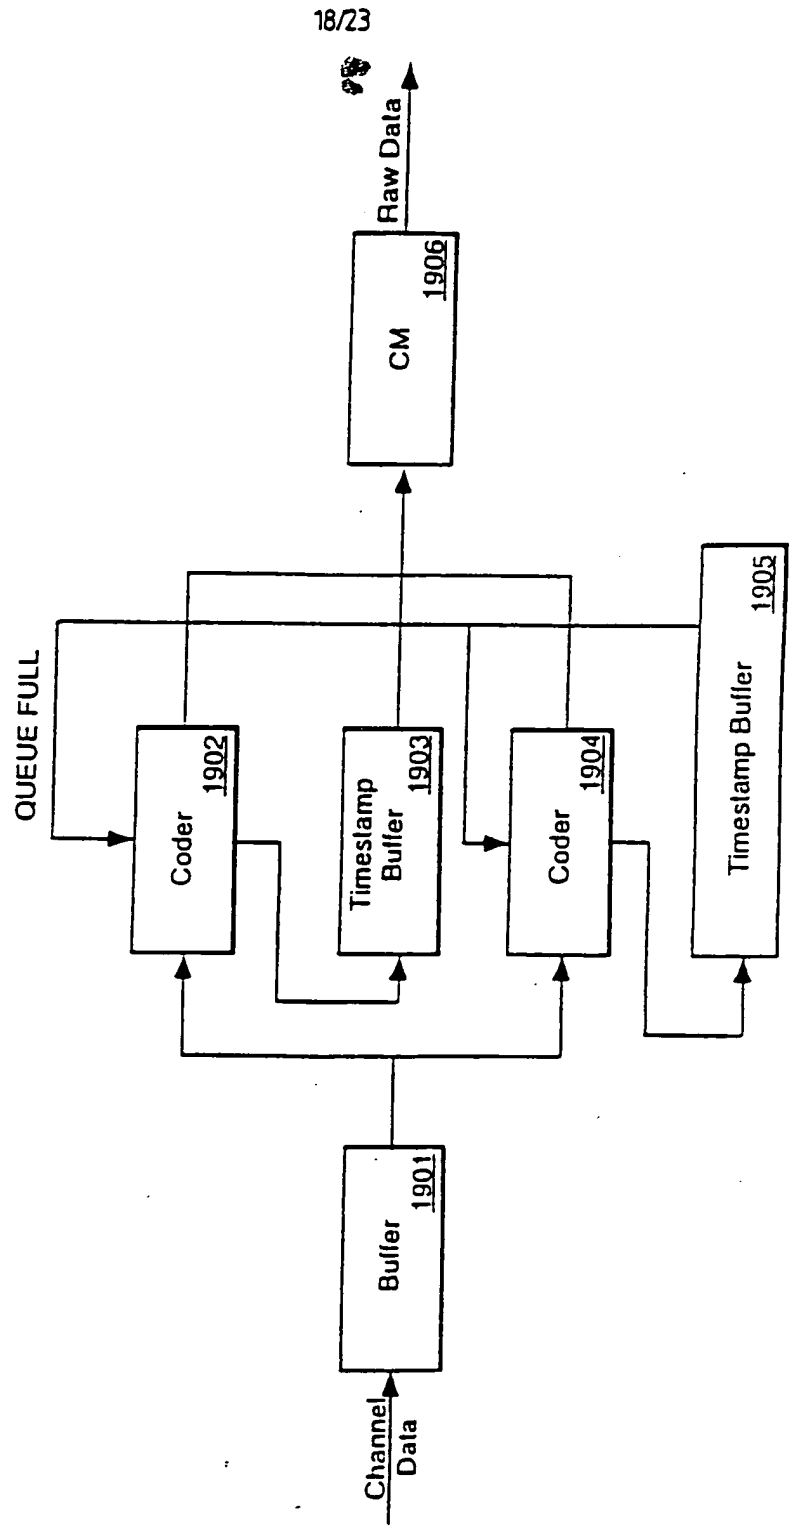 18/23
Channel
Data
Buffer
1901
QUEUE FULL
Coder
1902
Timestamp
Buffer
1903
Coder
1904
Timestamp Buffer
1905
CM
1906
Raw Data